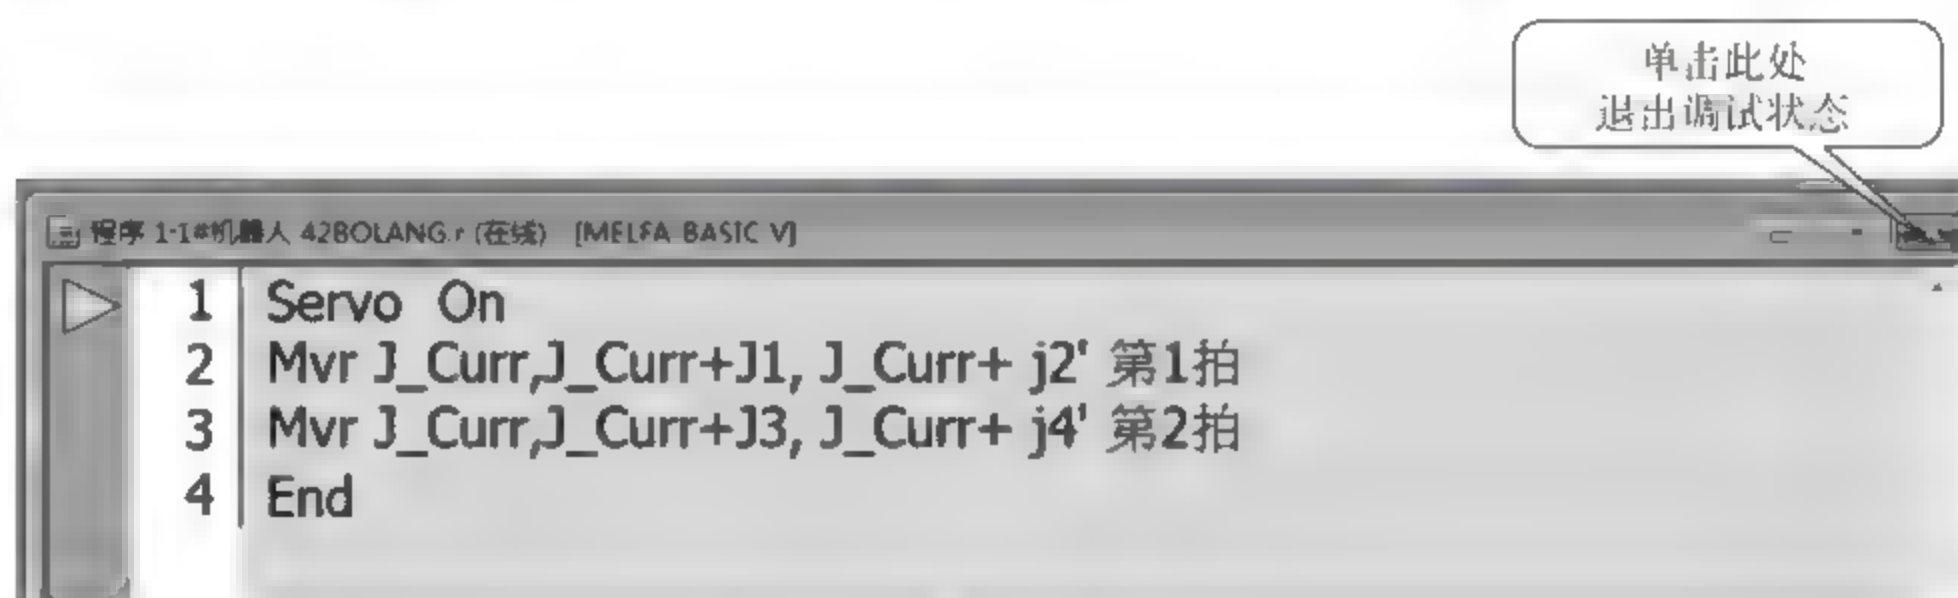 单击此处
退出调试状态
程序 1-1#机器人 42BOLANG.r (在线) [MELFA BASIC V]
1 Servo On
2 Mvr J_Curr,J_Curr+J1, J_Curr+ j2' 第1拍
3 Mvr J_Curr,J_Curr+J3, J_Curr+ j4' 第2拍
4 End